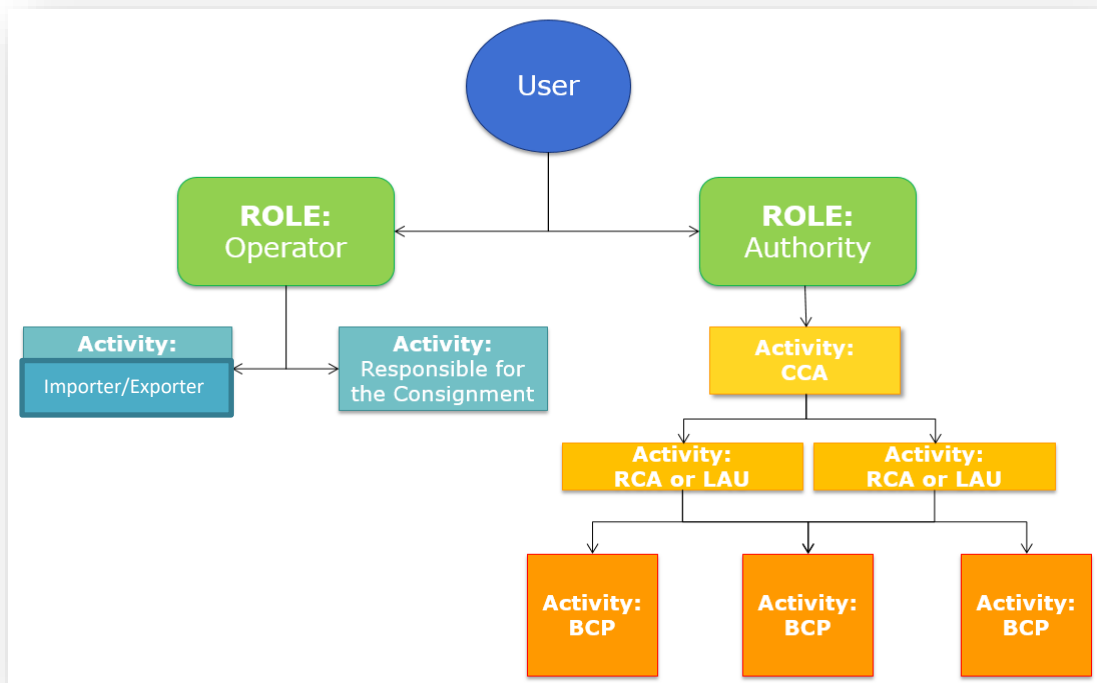 User
ROLE:
Operator
ROLE:
Authority
Activity:
Importer/Exporter
Activity:
Responsible for
the Consignment
Activity:
CCA
Activity:
RCA or LAU
Activity:
RCA or LAU
Activity:
BCP
Activity:
BCP
Activity:
BCP